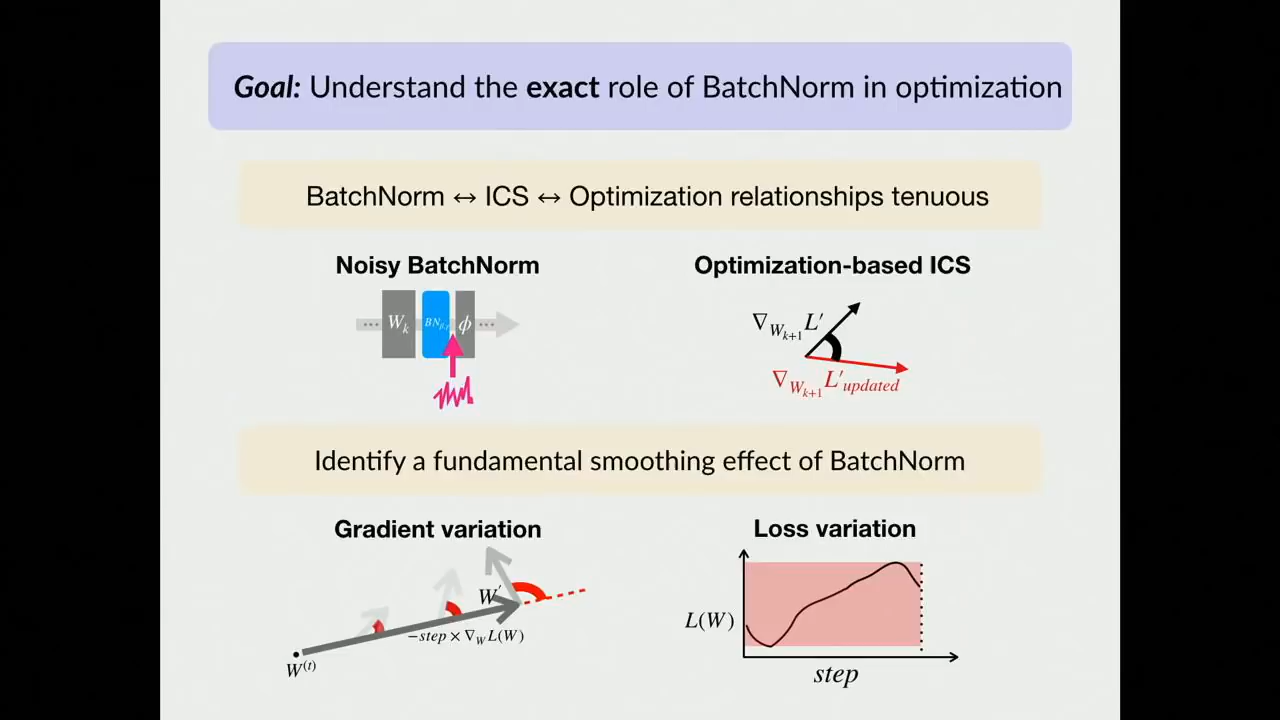 Goal: Understand the exact role of BatchNorm in optimization
BatchNorm ↔ ICS ↔ Optimization relationships tenuous
Noisy BatchNorm
Optimization-based ICS
... W_k BN_{β,γ} ϕ ...
∇_{W_{k+1}} L′
∇_{W_{k+1}} L′_{updated}
Identify a fundamental smoothing effect of BatchNorm
Gradient variation
Loss variation
W′
−step × ∇_W L(W)
W^{(t)}
L(W)
step